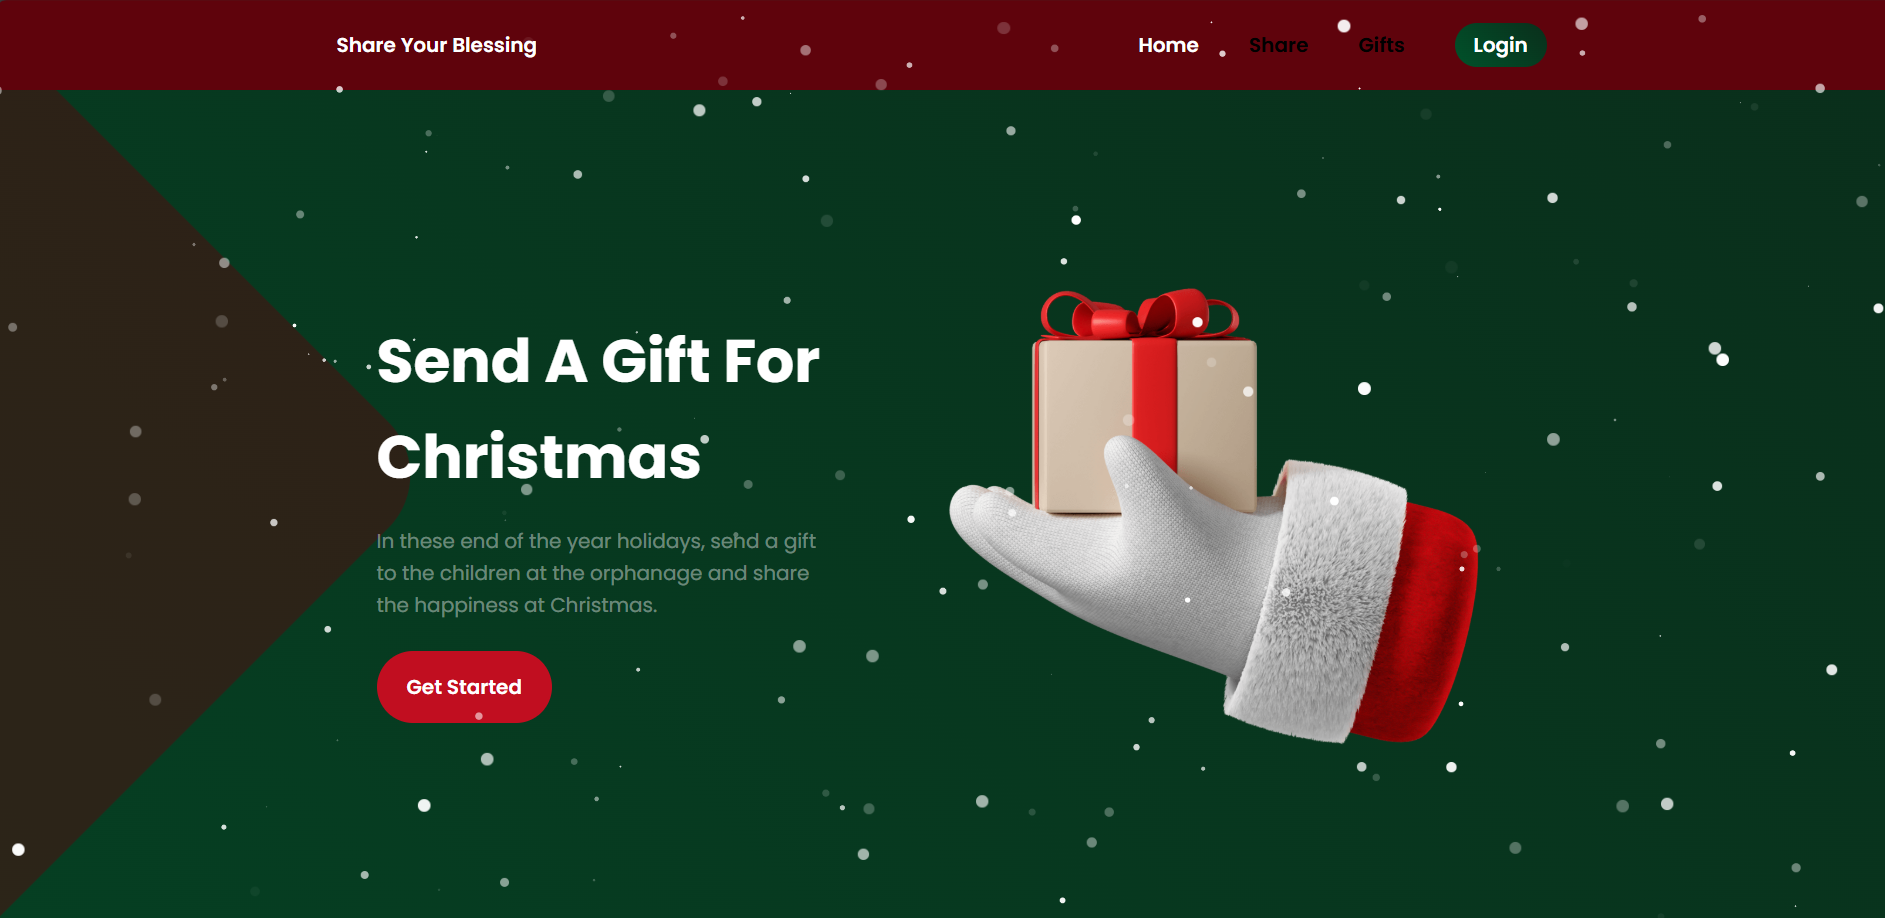 Share Your Blessing
Home
Share
Gifts
Login
Send A Gift For
Christmas
In these end of the year holidays, send a gift
to the children at the orphanage and share
the happiness at Christmas.
Get Started